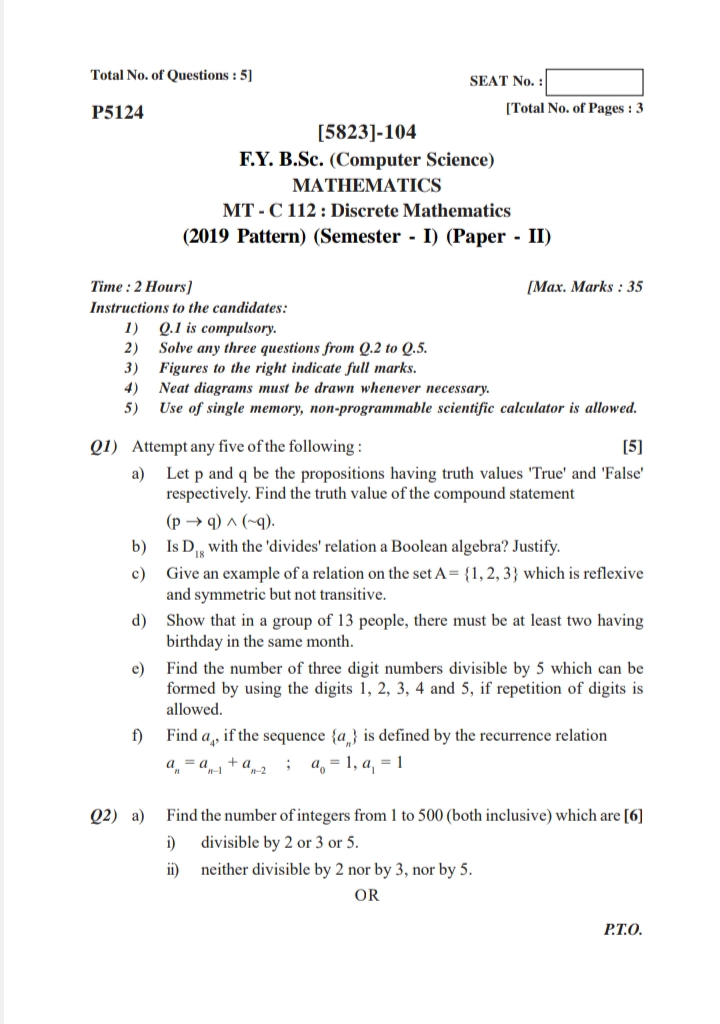 Total No. of Questions : 5]
SEAT No. :
P5124
[Total No. of Pages : 3
[5823]-104
F.Y. B.Sc. (Computer Science)
MATHEMATICS
MT - C 112 : Discrete Mathematics
(2019 Pattern) (Semester - I) (Paper - II)
Time : 2 Hours]
[Max. Marks : 35
Instructions to the candidates:
1) Q.1 is compulsory.
2) Solve any three questions from Q.2 to Q.5.
3) Figures to the right indicate full marks.
4) Neat diagrams must be drawn whenever necessary.
5) Use of single memory, non-programmable scientific calculator is allowed.
Q1) Attempt any five of the following : [5]
a) Let p and q be the propositions having truth values 'True' and 'False'
respectively. Find the truth value of the compound statement
(p → q) ∧ (~q).
b) Is D₁₈ with the 'divides' relation a Boolean algebra? Justify.
c) Give an example of a relation on the set A = {1, 2, 3} which is reflexive
and symmetric but not transitive.
d) Show that in a group of 13 people, there must be at least two having
birthday in the same month.
e) Find the number of three digit numbers divisible by 5 which can be
formed by using the digits 1, 2, 3, 4 and 5, if repetition of digits is
allowed.
f) Find a₄, if the sequence {aₙ} is defined by the recurrence relation
aₙ = aₙ₋₁ + aₙ₋₂ ; a₀ = 1, a₁ = 1
Q2) a) Find the number of integers from 1 to 500 (both inclusive) which are [6]
i) divisible by 2 or 3 or 5.
ii) neither divisible by 2 nor by 3, nor by 5.
OR
P.T.O.